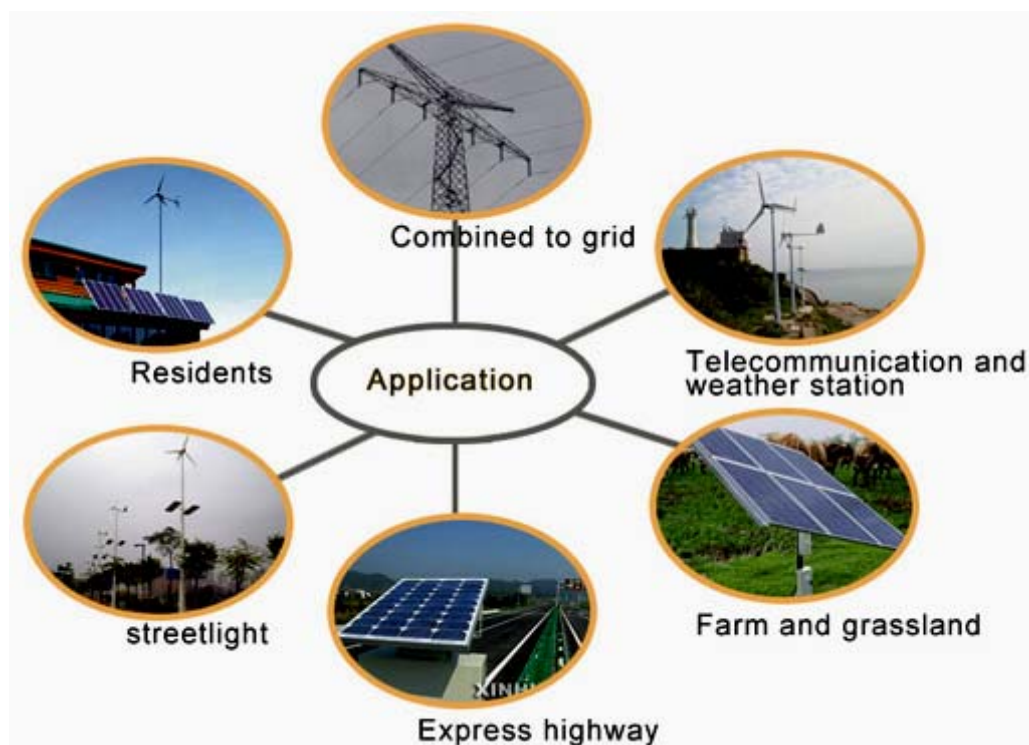 Combined to grid
Residents
Application
Telecommunication and
weather station
streetlight
Farm and grassland
Express highway